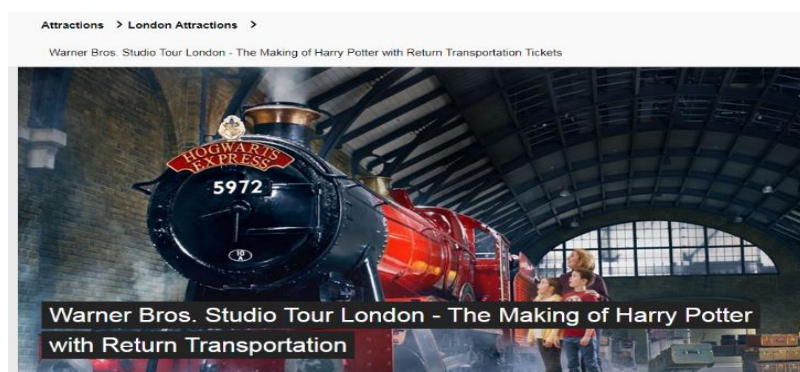 Attractions > London Attractions >
Warner Bros. Studio Tour London - The Making of Harry Potter with Return Transportation Tickets
HOGWARTS
EXPRESS
5972
10
A
Warner Bros. Studio Tour London - The Making of Harry Potter
with Return Transportation